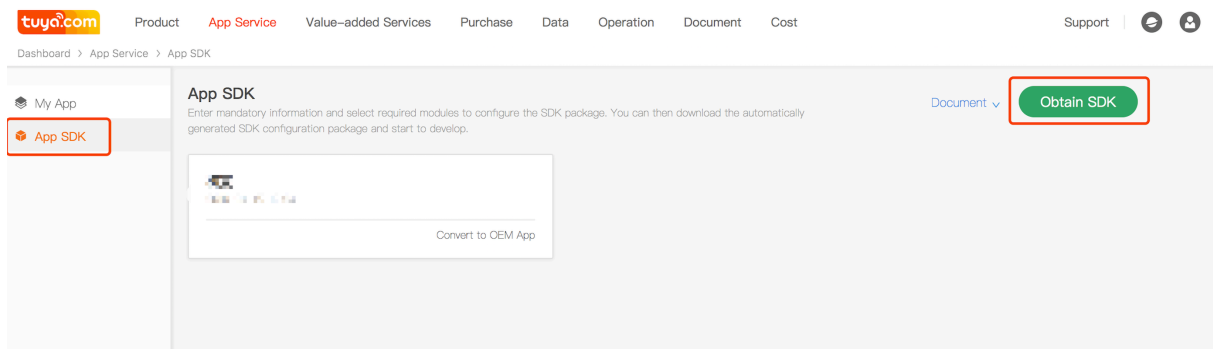 tuya.com Product App Service Value-added Services Purchase Data Operation Document Cost Support
Dashboard > App Service > App SDK
My App
App SDK
App SDK
Enter mandatory information and select required modules to configure the SDK package. You can then download the automatically
generated SDK configuration package and start to develop.
Document
Obtain SDK
Convert to OEM App